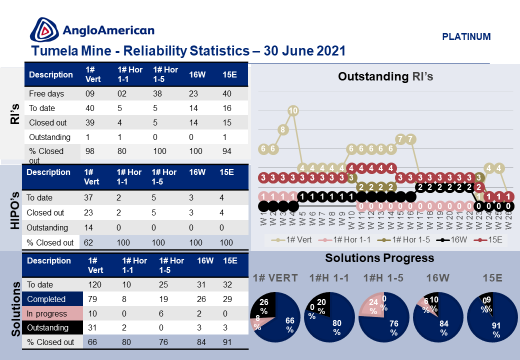 AngloAmerican
PLATINUM
Tumela Mine - Reliability Statistics – 30 June 2021
RI's
Description 1# Vert 1# Hor 1-1 1# Hor 1-5 16W 15E
Free days 09 02 38 23 40
To date 40 5 5 14 16
Closed out 39 4 5 14 15
Outstanding 1 1 0 0 1
% Closed out 98 80 100 100 94
HIPO's
Description 1# Vert 1# Hor 1-1 1# Hor 1-5 16W 15E
To date 37 2 5 3 4
Closed out 23 2 5 3 4
Outstanding 14 0 0 0 0
% Closed out 62 100 100 100 100
Solutions
Description 1# Vert 1# Hor 1-1 1# Hor 1-5 16W 15E
To date 120 10 25 31 32
Completed 79 8 19 26 29
In progress 10 0 6 2 0
Outstanding 31 2 0 3 3
% Closed out 66 80 76 84 91
Outstanding RI's
1# Vert 1# Hor 1-1 1# Hor 1-5 16W 15E
Solutions Progress
1# VERT 1#H 1-1 1#H 1-5 16W 15E
26 % 8 % 66 %
20 % 0 80 %
24 % 0 % 76 %
10 % 6 84 %
09 % 91 %